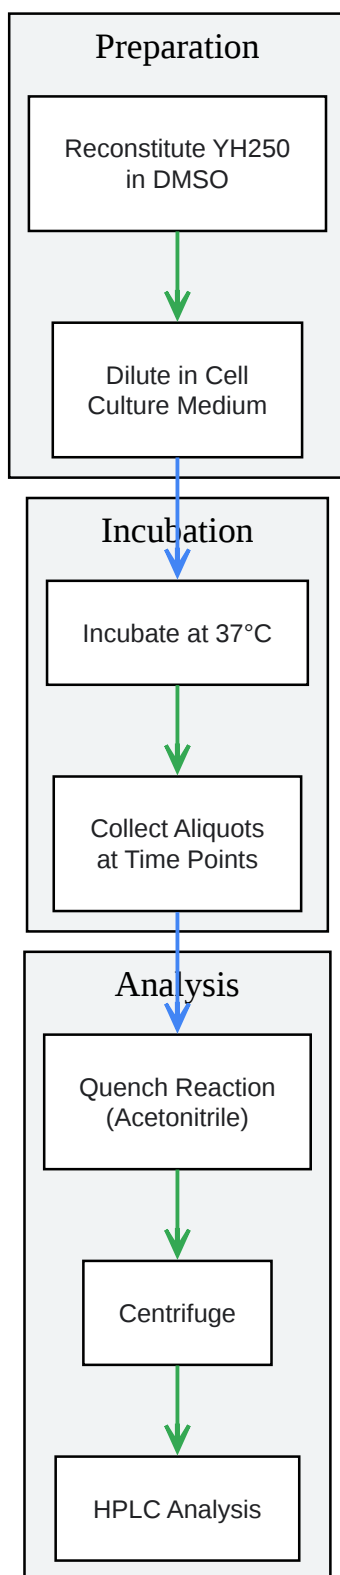 Preparation
Reconstitute YH250
in DMSO
Dilute in Cell
Culture Medium
Incubation
Incubate at 37°C
Collect Aliquots
at Time Points
Analysis
Quench Reaction
(Acetonitrile)
Centrifuge
HPLC Analysis